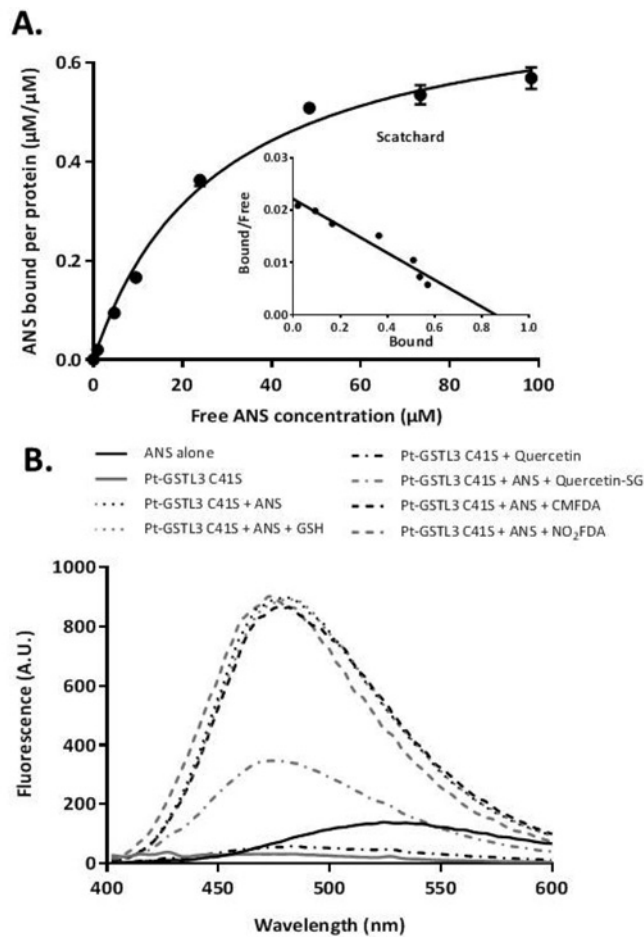 A.
ANS bound per protein (µM/µM)
0.6
0.4
0.2
0.0
Scatchard
Bound/Free
0.03
0.02
0.01
0.00
0.0 0.2 0.4 0.6 0.8 1.0
Bound
0 20 40 60 80 100
Free ANS concentration (µM)
B.
ANS alone
Pt-GSTL3 C41S
Pt-GSTL3 C41S + ANS
Pt-GSTL3 C41S + ANS + GSH
Pt-GSTL3 C41S + Quercetin
Pt-GSTL3 C41S + ANS + Quercetin-SG
Pt-GSTL3 C41S + ANS + CMFDA
Pt-GSTL3 C41S + ANS + NO₂FDA
Fluorescence (A.U.)
1000
800
600
400
200
0
400 450 500 550 600
Wavelength (nm)